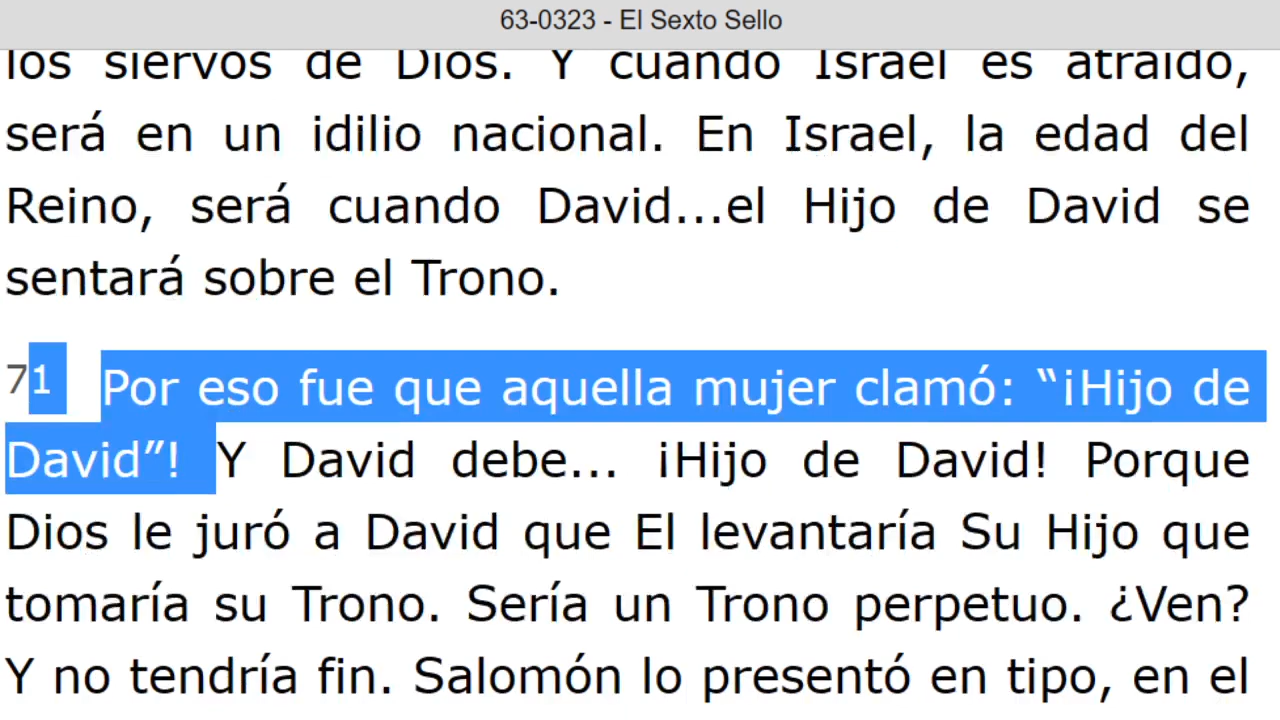 63-0323 - El Sexto Sello
los siervos de Dios. Y cuando Israel es atraído,
será en un idilio nacional. En Israel, la edad del
Reino, será cuando David...el Hijo de David se
sentará sobre el Trono.
71 Por eso fue que aquella mujer clamó: “¡Hijo de
David”! Y David debe... ¡Hijo de David! Porque
Dios le juró a David que El levantaría Su Hijo que
tomaría su Trono. Sería un Trono perpetuo. ¿Ven?
Y no tendría fin. Salomón lo presentó en tipo, en el